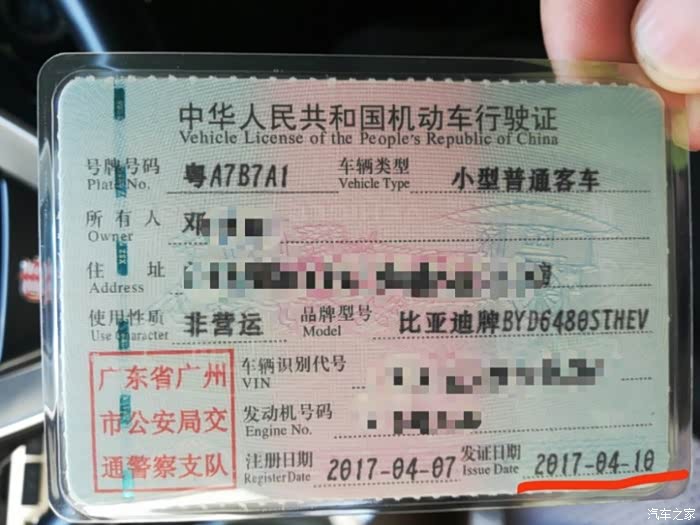 中华人民共和国机动车行驶证
Vehicle License of the People's Republic of China
号牌号码 粤A7B7A1 车辆类型 小型普通客车
Plate No. Vehicle Type
所有人 邓
Owner
住址
Address
使用性质 非营运 品牌型号 比亚迪牌BYD6480STHEV
Use Character Model
车辆识别代号
VIN
发动机号码
Engine No.
广东省广州
市公安局交
通警察支队
注册日期 2017-04-07 发证日期 2017-04-10
Register Date Issue Date
汽车之家